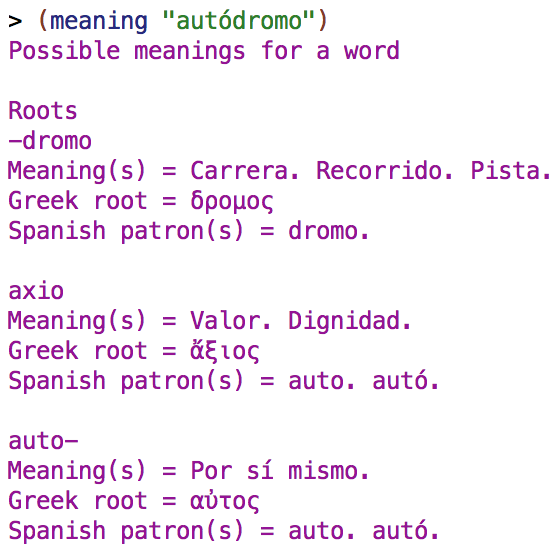 > (meaning "autódromo")
Possible meanings for a word
Roots
-dromo
Meaning(s) = Carrera. Recorrido. Pista.
Greek root = δρομος
Spanish patron(s) = dromo.
axio
Meaning(s) = Valor. Dignidad.
Greek root = ἄξιος
Spanish patron(s) = auto. autó.
auto-
Meaning(s) = Por sí mismo.
Greek root = αὐτος
Spanish patron(s) = auto. autó.